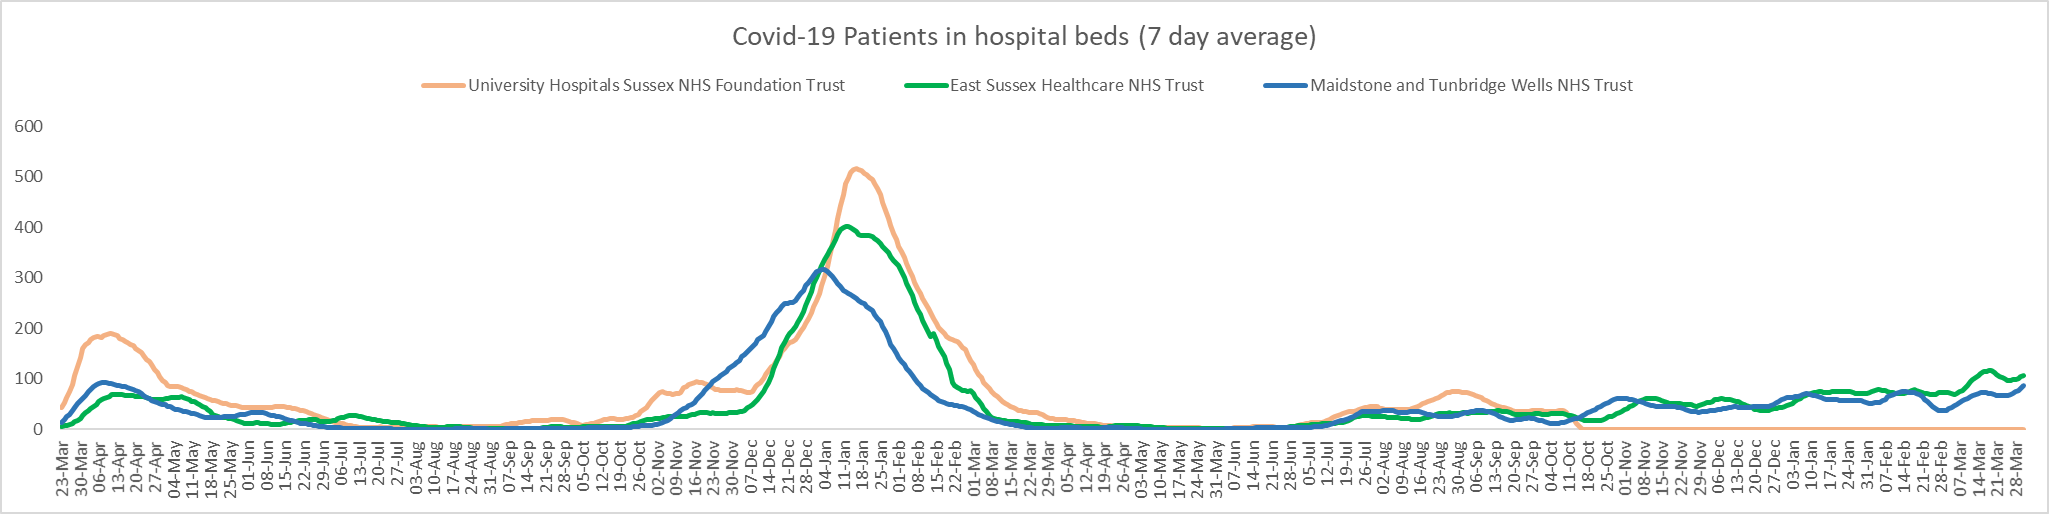 Covid-19 Patients in hospital beds (7 day average)
University Hospitals Sussex NHS Foundation Trust East Sussex Healthcare NHS Trust Maidstone and Tunbridge Wells NHS Trust
600
500
400
300
200
100
0
23-Mar 30-Mar 06-Apr 13-Apr 20-Apr 27-Apr 04-May 11-May 18-May 25-May 01-Jun 08-Jun 15-Jun 22-Jun 29-Jun 06-Jul 13-Jul 20-Jul 27-Jul 03-Aug 10-Aug 17-Aug 24-Aug 31-Aug 07-Sep 14-Sep 21-Sep 28-Sep 05-Oct 12-Oct 19-Oct 26-Oct 02-Nov 09-Nov 16-Nov 23-Nov 30-Nov 07-Dec 14-Dec 21-Dec 28-Dec 04-Jan 11-Jan 18-Jan 25-Jan 01-Feb 08-Feb 15-Feb 22-Feb 01-Mar 08-Mar 15-Mar 22-Mar 29-Mar 05-Apr 12-Apr 19-Apr 26-Apr 03-May 10-May 17-May 24-May 31-May 07-Jun 14-Jun 21-Jun 28-Jun 05-Jul 12-Jul 19-Jul 26-Jul 02-Aug 09-Aug 16-Aug 23-Aug 30-Aug 06-Sep 13-Sep 20-Sep 27-Sep 04-Oct 11-Oct 18-Oct 25-Oct 01-Nov 08-Nov 15-Nov 22-Nov 29-Nov 06-Dec 13-Dec 20-Dec 27-Dec 03-Jan 10-Jan 17-Jan 24-Jan 31-Jan 07-Feb 14-Feb 21-Feb 28-Feb 07-Mar 14-Mar 21-Mar 28-Mar